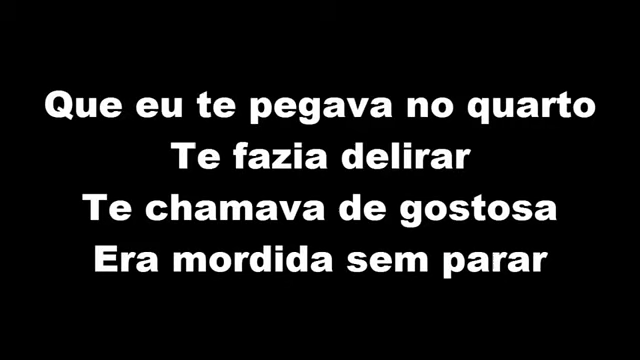 Que eu te pegava no quarto
Te fazia delirar
Te chamava de gostosa
Era mordida sem parar